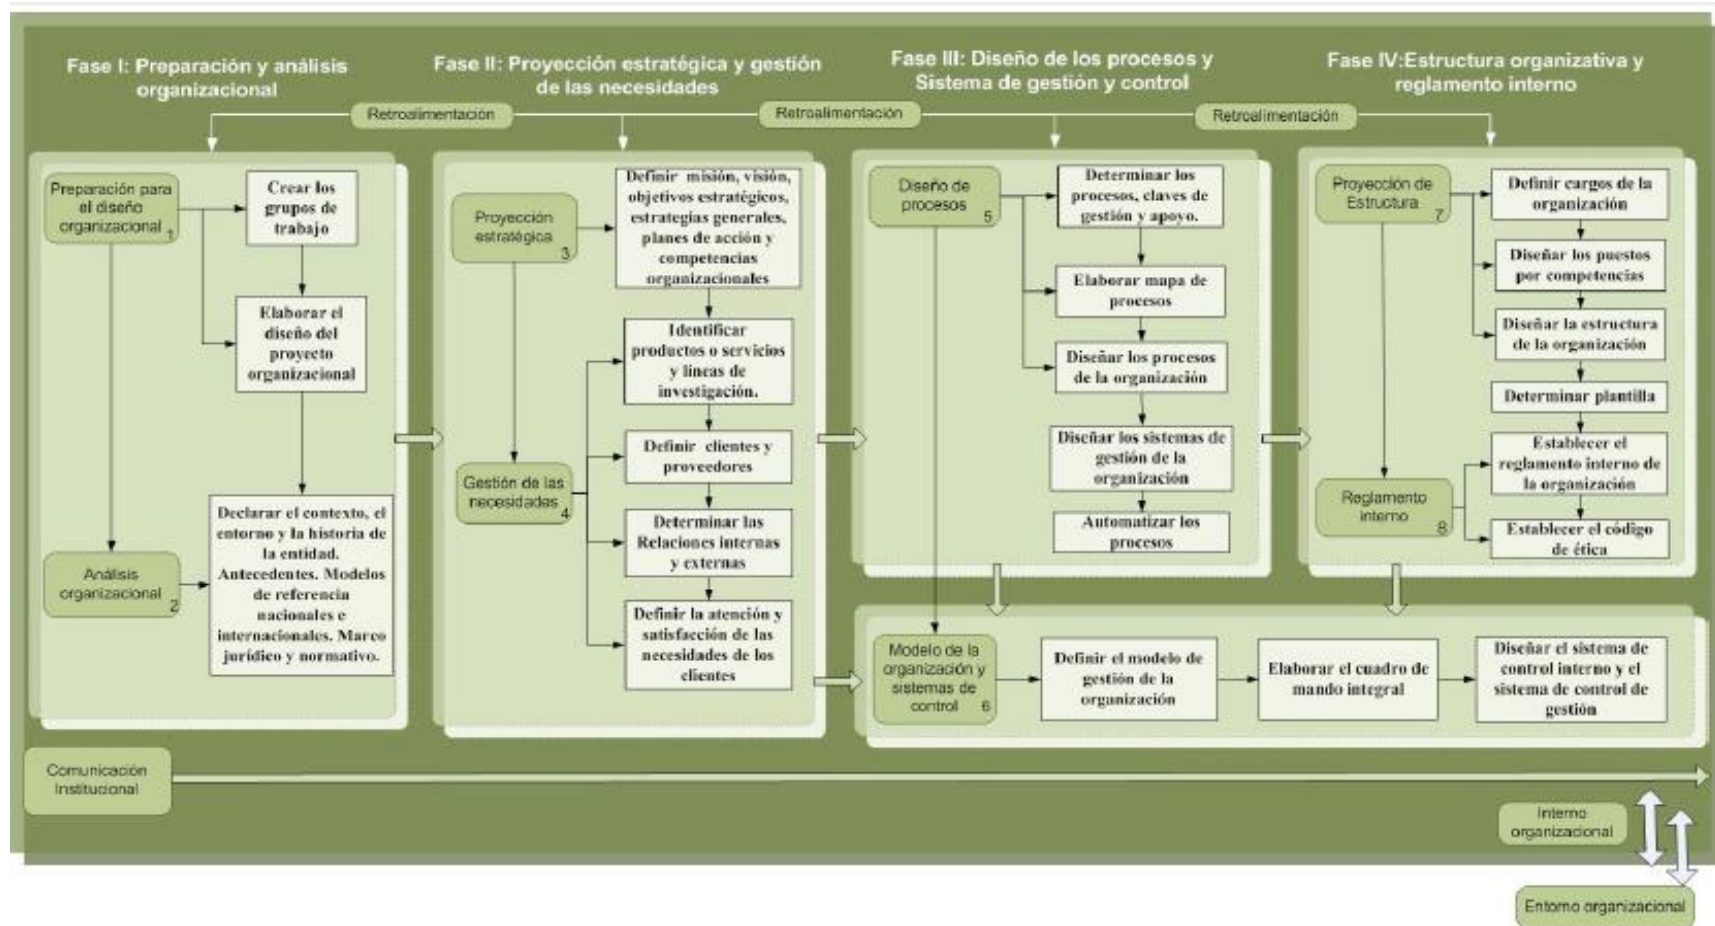 Fase I: Preparación y análisis
organizacional
Fase II: Proyección estratégica y gestión
de las necesidades
Fase III: Diseño de los procesos y
Sistema de gestión y control
Fase IV:Estructura organizativa y
reglamento interno
Retroalimentación
Retroalimentación
Retroalimentación
Preparación para
el diseño
organizacional 1
Crear los
grupos de
trabajo
Elaborar el
diseño del
proyecto
organizacional
Análisis
organizacional 2
Declarar el contexto, el
entorno y la historia de
la entidad.
Antecedentes. Modelos
de referencia
nacionales e
internacionales. Marco
jurídico y normativo.
Proyección
estratégica
3
Definir misión, visión,
objetivos estratégicos,
estrategias generales,
planes de acción y
competencias
organizacionales
Identificar
productos o servicios
y líneas de
investigación.
Gestión de las
necesidades
4
Definir clientes y
proveedores
Determinar las
Relaciones internas
y externas
Definir la atención y
satisfacción de las
necesidades de los
clientes
Diseño de
procesos
5
Determinar los
procesos, claves de
gestión y apoyo.
Elaborar mapa de
procesos
Diseñar los procesos
de la organización
Diseñar los sistemas de
gestión de la
organización
Automatizar los
procesos
Proyección de
Estructura 7
Definir cargos de la
organización
Diseñar los puestos
por competencias
Diseñar la estructura
de la organización
Determinar plantilla
Reglamento
interno
8
Establecer el
reglamento interno de
la organización
Establecer el código
de ética
Modelo de la
organización y
sistemas de
control 6
Definir el modelo de
gestión de la
organización
Elaborar el cuadro de
mando integral
Diseñar el sistema de
control interno y el
sistema de control de
gestión
Comunicación
Institucional
Interno
organizacional
Entorno organizacional